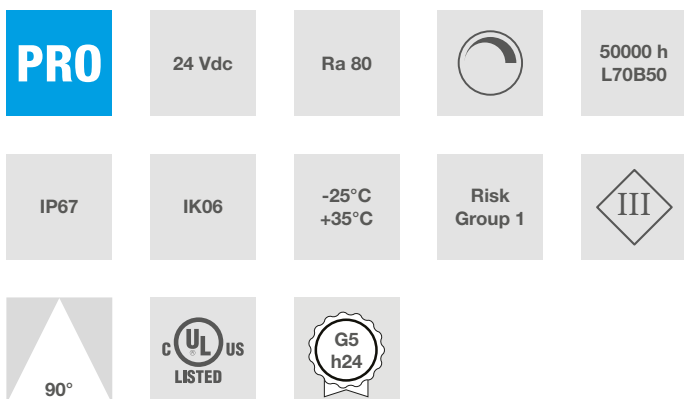 PRO
24 Vdc
Ra 80
50000 h
L70B50
IP67
IK06
-25°C
+35°C
Risk
Group 1
III
90°
C UL US
®
LISTED
G5
h24